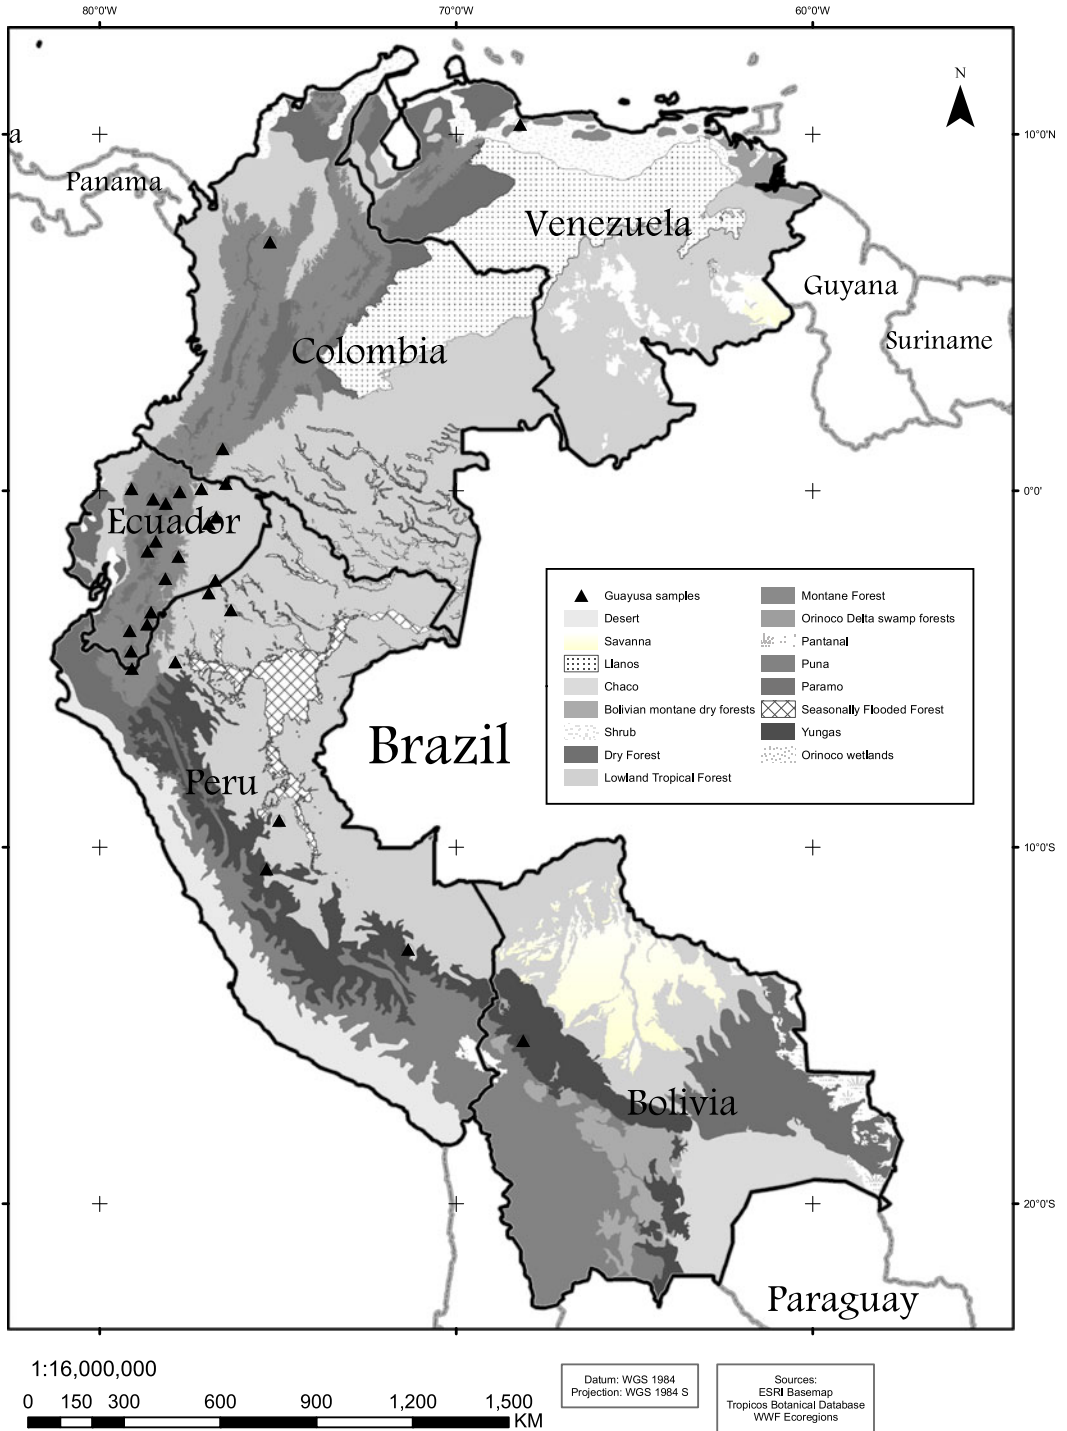 80°0'W 70°0'W 60°0'W
N
10°0'N
a
Panama
Venezuela
Guyana
Suriname
Colombia
0°0'
Ecuador
Guayusa samples
Desert
Savanna
Llanos
Chaco
Bolivian montane dry forests
Shrub
Dry Forest
Lowland Tropical Forest
Montane Forest
Orinoco Delta swamp forests
Pantanal
Puna
Paramo
Seasonally Flooded Forest
Yungas
Orinoco wetlands
Brazil
Peru
10°0'S
Bolivia
20°0'S
Paraguay
1:16,000,000
0 150 300 600 900 1,200 1,500
KM
Datum: WGS 1984
Projection: WGS 1984 S
Sources:
ESRI Basemap
Tropicos Botanical Database
WWF Ecoregions